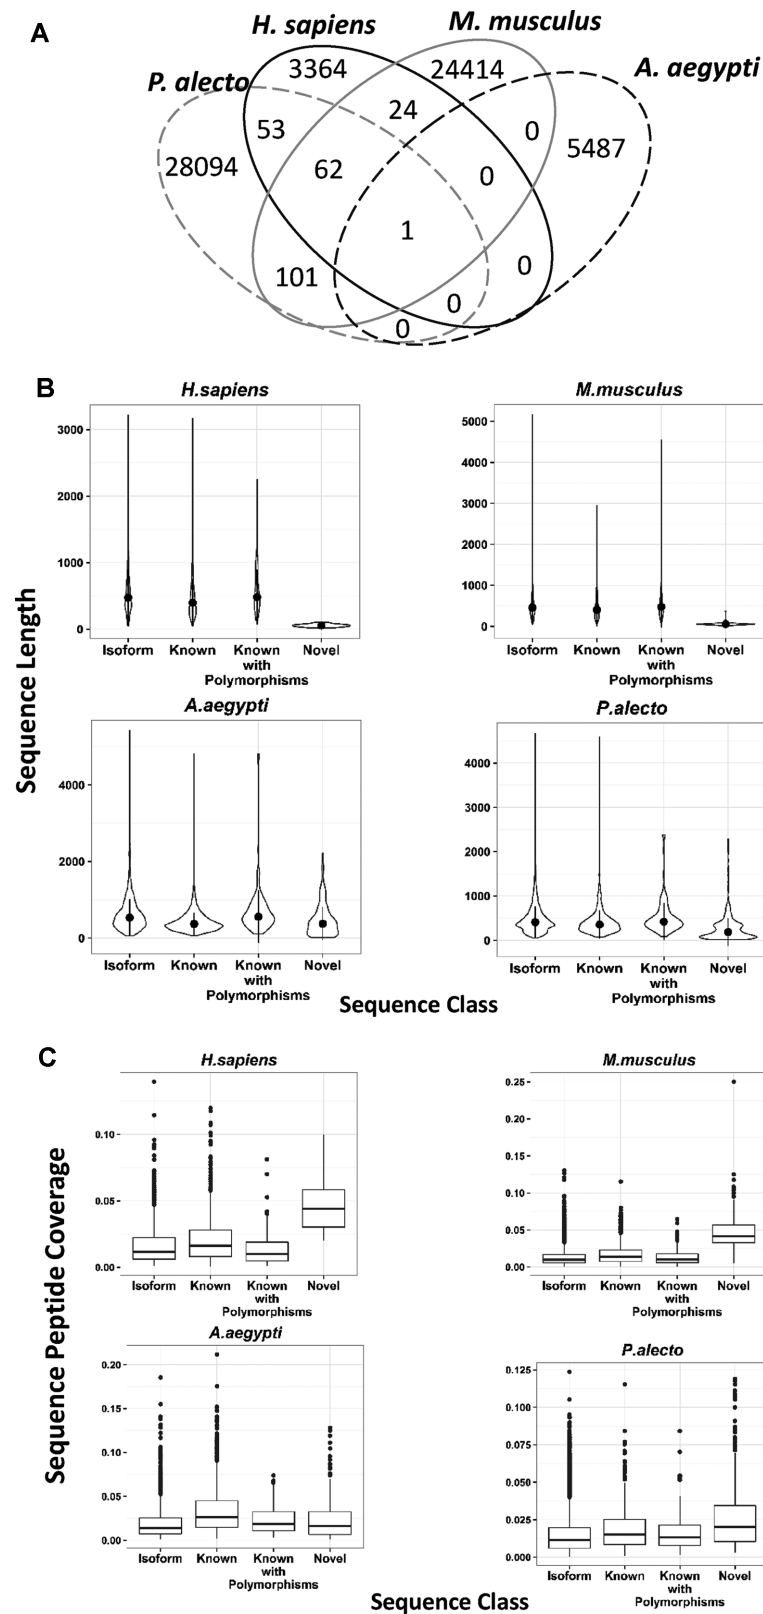 A
H. sapiens
M. musculus
P. alecto
A. aegypti
3364
24414
53
24
0
5487
28094
62
0
1
101
0
0
0
B
H.sapiens
M.musculus
3000
2000
1000
0
5000
4000
3000
2000
1000
0
Isoform Known Known with Polymorphisms Novel
Isoform Known Known with Polymorphisms Novel
Sequence Length
A.aegypti
P.alecto
4000
2000
0
4000
3000
2000
1000
0
Isoform Known Known with Polymorphisms Novel
Isoform Known Known with Polymorphisms Novel
Sequence Class
C
H.sapiens
M.musculus
0.10
0.05
0.00
0.25
0.20
0.15
0.10
0.05
0.00
Isoform Known Known with Polymorphisms Novel
Isoform Known Known with Polymorphisms Novel
Sequence Peptide Coverage
A.aegypti
P.alecto
0.20
0.15
0.10
0.05
0.00
0.125
0.100
0.075
0.050
0.025
0.000
Isoform Known Known with Polymorphisms Novel
Isoform Known Known with Polymorphisms Novel
Sequence Class